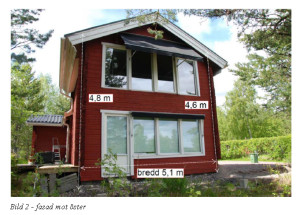 4,8 m
4,6 m
bredd 5,1 m
Bild 2 - fasad mot öster